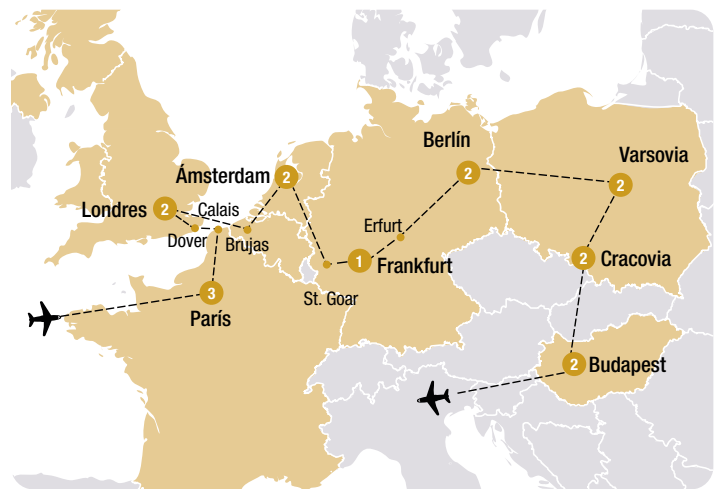 Berlín
2
Varsovia
2
Ámsterdam
2
Londres
2
Calais
Dover
Brujas
Erfurt
1
Frankfurt
2
Cracovia
St. Goar
3
París
2
Budapest